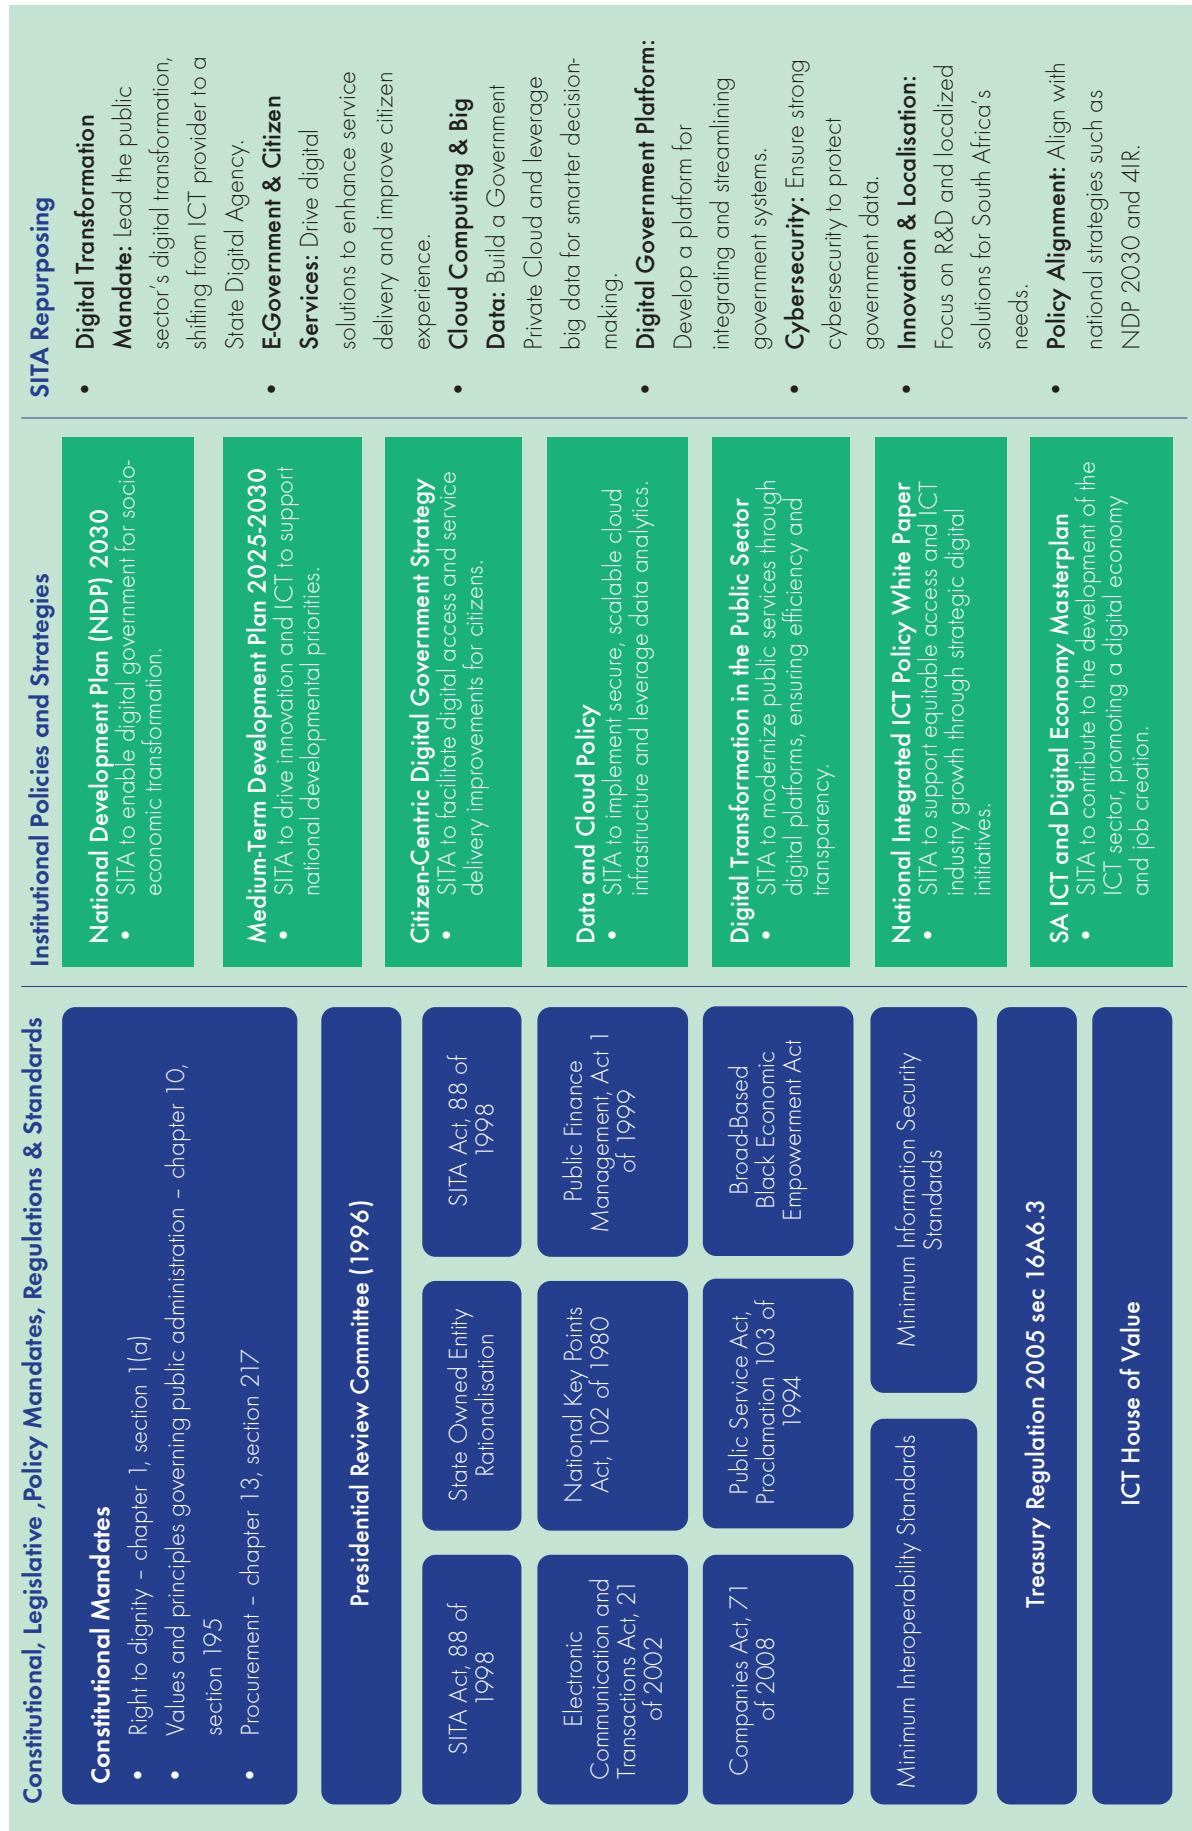 Constitutional, Legislative ,Policy Mandates, Regulations & Standards
Constitutional Mandates
• Right to dignity – chapter 1, section 1(a)
• Values and principles governing public administration – chapter 10,
section 195
• Procurement – chapter 13, section 217
Presidential Review Committee (1996)
SITA Act, 88 of
1998
State Owned Entity
Rationalisation
SITA Act, 88 of
1998
Electronic
Communication and
Transactions Act, 21
of 2002
National Key Points
Act, 102 of 1980
Public Finance
Management, Act 1
of 1999
Companies Act, 71
of 2008
Public Service Act,
Proclamation 103 of
1994
Broad-Based
Black Economic
Empowerment Act
Minimum Interoperability Standards
Minimum Information Security
Standards
Treasury Regulation 2005 sec 16A6.3
ICT House of Value
Institutional Policies and Strategies
National Development Plan (NDP) 2030
• SITA to enable digital government for socio-
economic transformation.
Medium-Term Development Plan 2025-2030
• SITA to drive innovation and ICT to support
national developmental priorities.
Citizen-Centric Digital Government Strategy
• SITA to facilitate digital access and service
delivery improvements for citizens.
Data and Cloud Policy
• SITA to implement secure, scalable cloud
infrastructure and leverage data analytics.
Digital Transformation in the Public Sector
• SITA to modernize public services through
digital platforms, ensuring efficiency and
transparency.
National Integrated ICT Policy White Paper
• SITA to support equitable access and ICT
industry growth through strategic digital
initiatives.
SA ICT and Digital Economy Masterplan
• SITA to contribute to the development of the
ICT sector, promoting a digital economy
and job creation.
SITA Repurposing
• Digital Transformation
Mandate: Lead the public
sector's digital transformation,
shifting from ICT provider to a
State Digital Agency.
• E-Government & Citizen
Services: Drive digital
solutions to enhance service
delivery and improve citizen
experience.
• Cloud Computing & Big
Data: Build a Government
Private Cloud and leverage
big data for smarter decision-
making.
• Digital Government Platform:
Develop a platform for
integrating and streamlining
government systems.
• Cybersecurity: Ensure strong
cybersecurity to protect
government data.
• Innovation & Localisation:
Focus on R&D and localized
solutions for South Africa's
needs.
• Policy Alignment: Align with
national strategies such as
NDP 2030 and 4IR.